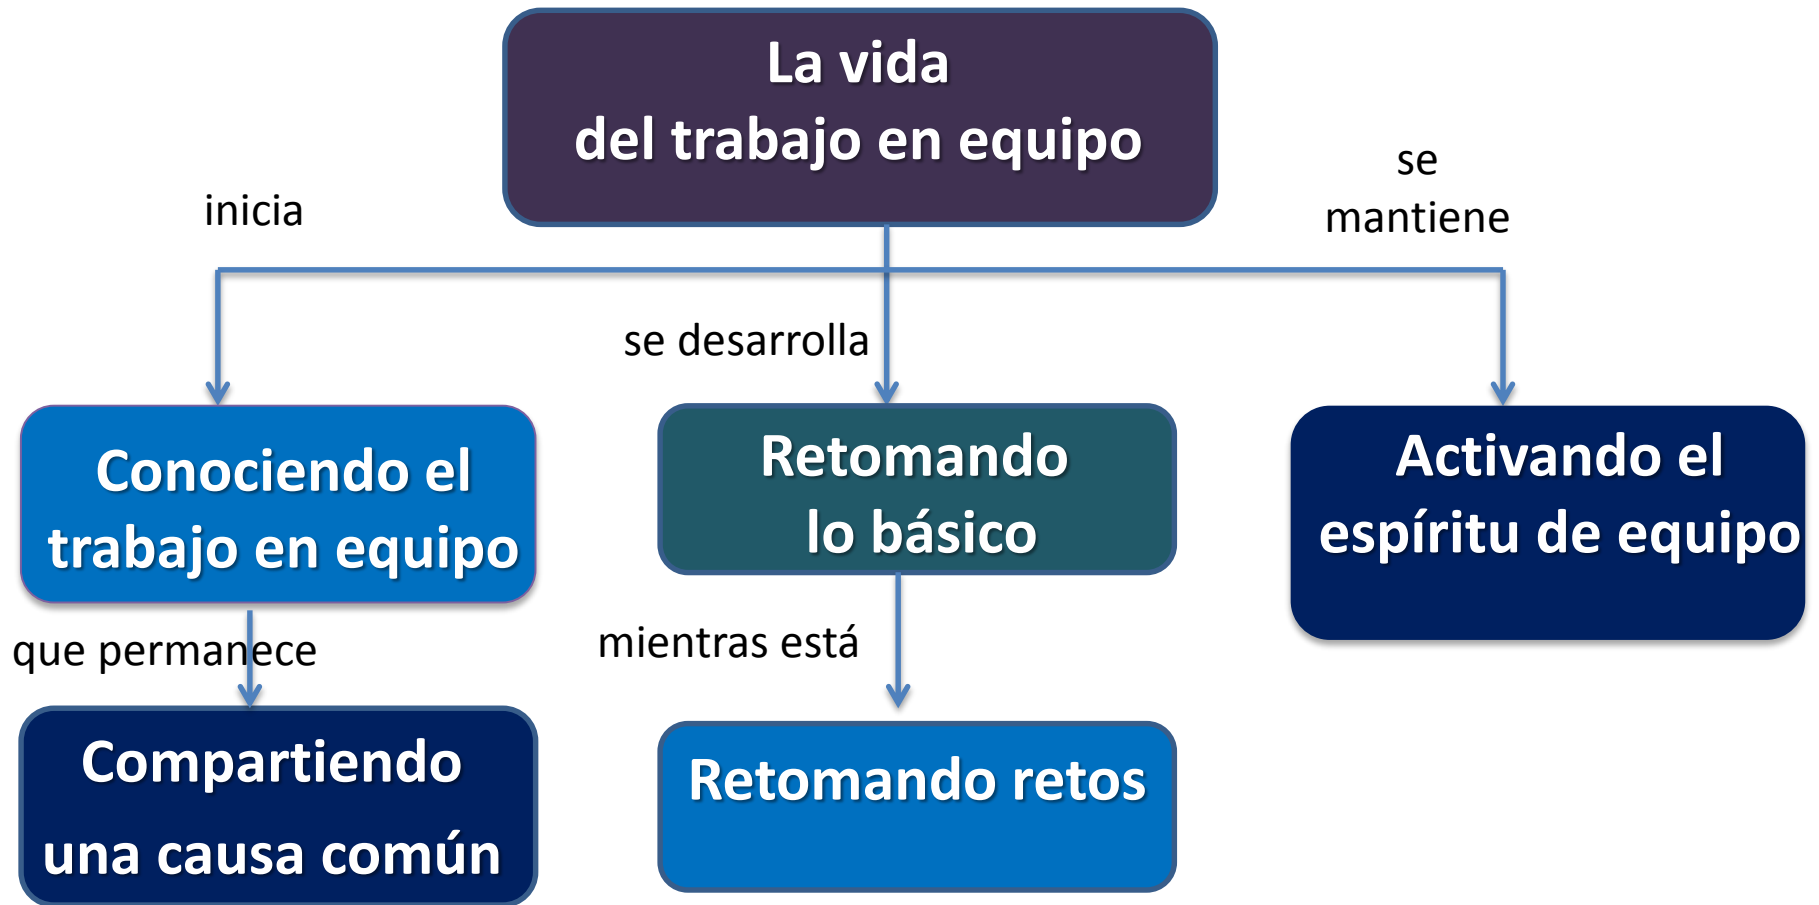 La vida
del trabajo en equipo
inicia
se
mantiene
se desarrolla
Conociendo el
trabajo en equipo
Retomando
lo básico
Activando el
espíritu de equipo
que permanece
mientras está
Compartiendo
una causa común
Retomando retos